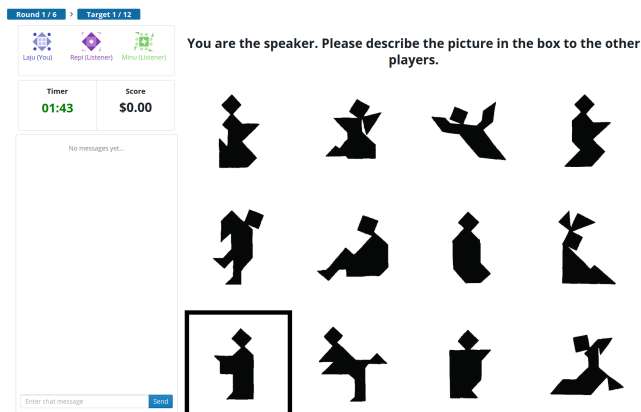 Round 1 / 6 › Target 1 / 12
Laju (You) Repi (Listener) Minu (Listener)
Timer Score
01:43 $0.00
No messages yet...
Enter chat message Send
You are the speaker. Please describe the picture in the box to the other
players.